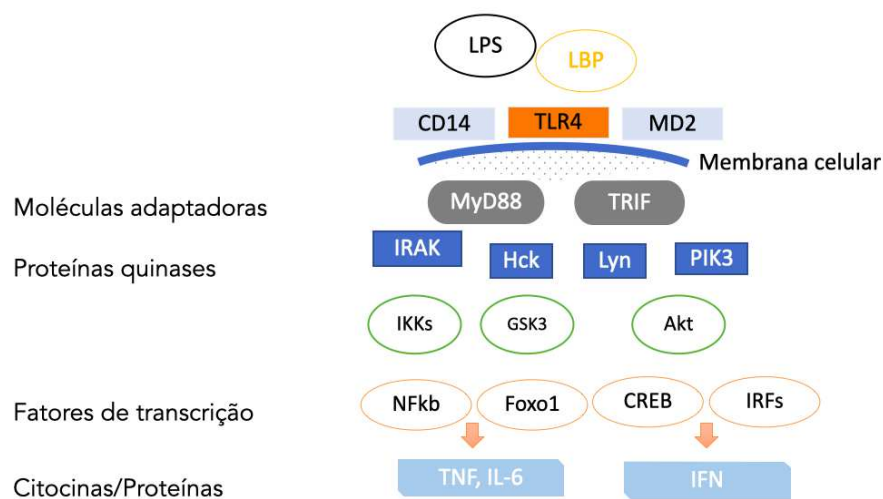 LPS
LBP
CD14 TLR4 MD2
Membrana celular
Moléculas adaptadoras
MyD88 TRIF
Proteínas quinases
IRAK Hck Lyn PIK3
IKKs GSK3 Akt
Fatores de transcrição
NFkb Foxo1 CREB IRFs
Citocinas/Proteínas
TNF, IL-6 IFN